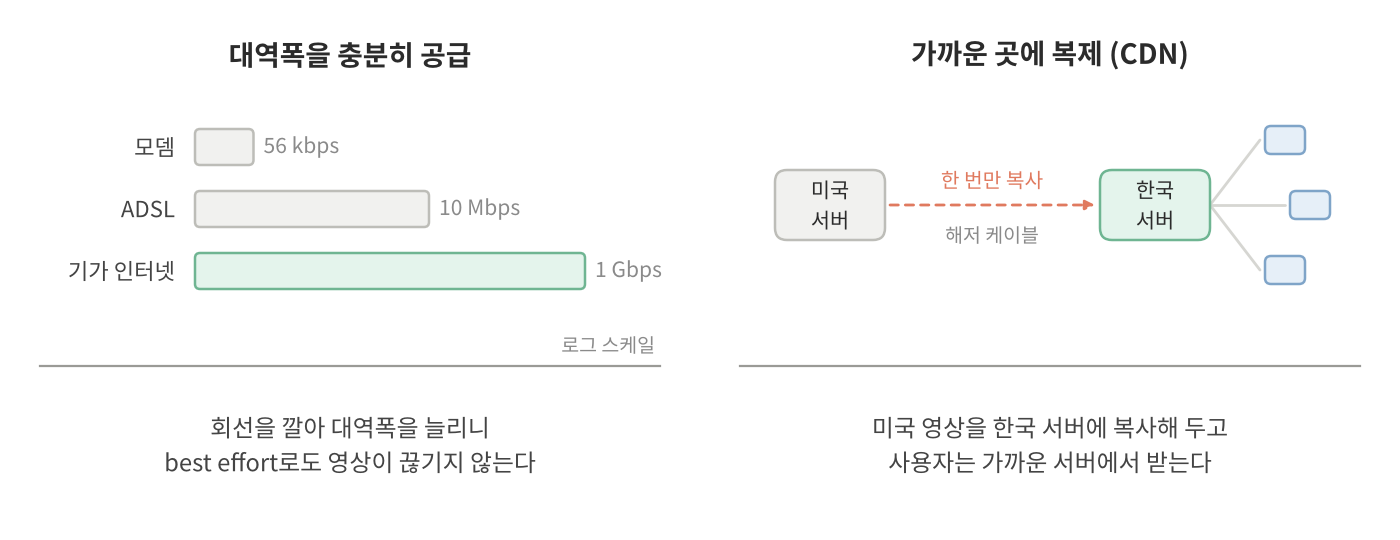 대역폭을 충분히 공급
모뎀
56 kbps
ADSL
10 Mbps
기가 인터넷
1 Gbps
로그 스케일
회선을 깔아 대역폭을 늘리니
best effort로도 영상이 끊기지 않는다
가까운 곳에 복제 (CDN)
미국
서버
한 번만 복사
해저 케이블
한국
서버
미국 영상을 한국 서버에 복사해 두고
사용자는 가까운 서버에서 받는다